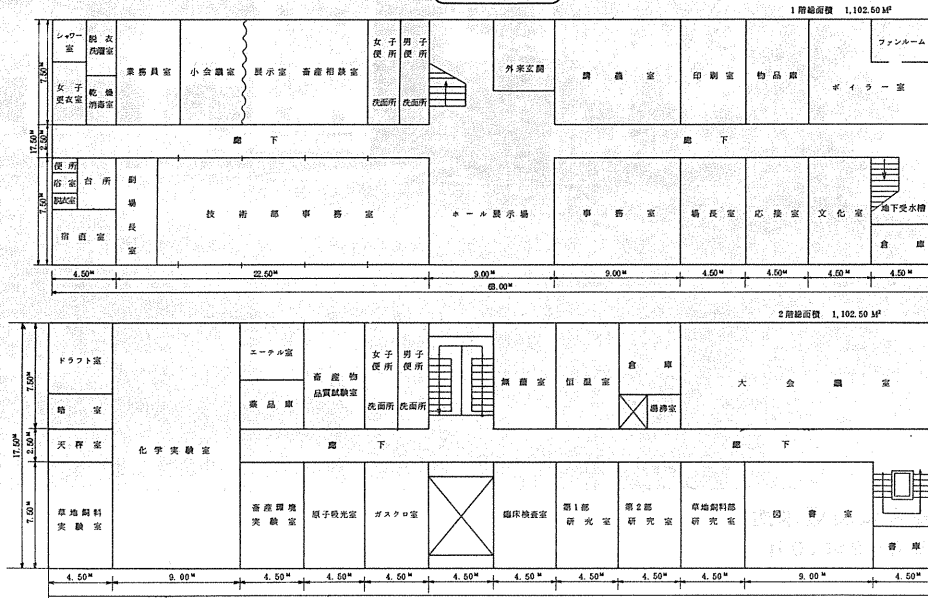 1階総面積 1,102.50 M²
シャワー室
脱衣洗濯室
女子更衣室
乾燥消毒室
業務員室
小会議室
展示室
畜産相談室
女子便所
洗面所
男子便所
洗面所
外来玄関
講義室
印刷室
物品庫
ファンルーム
ボイラー室
廊下
廊下
便所
浴室
脱衣室
台所
宿直室
副場長室
技術部事務室
ホール展示場
事務室
場長室
応接室
文化室
地下受水槽
倉庫
7.50M
2.50M
7.50M
17.50M
4.50M
22.50M
9.00M
9.00M
4.50M
4.50M
4.50M
4.50M
63.00M
2階総面積 1,102.50 M²
ドラフト室
暗室
天秤室
草地飼料実験室
化学実験室
エーテル室
薬品庫
畜産物品質試験室
女子便所
洗面所
男子便所
洗面所
無菌室
恒温室
倉庫
湯沸室
大会議室
廊下
廊下
畜産環境実験室
原子吸光室
ガスクロ室
臨床検査室
第1部研究室
第2部研究室
草地飼料部研究室
図書室
書庫
7.50M
2.50M
7.50M
17.50M
4.50M
9.00M
4.50M
4.50M
4.50M
4.50M
4.50M
4.50M
4.50M
4.50M
9.00M
4.50M